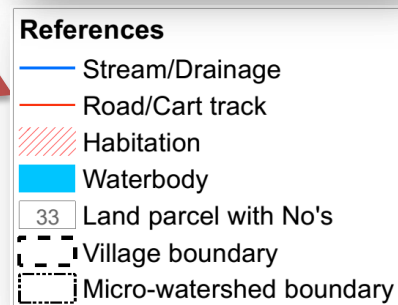 References
Stream/Drainage
Road/Cart track
Habitation
Waterbody
33 Land parcel with No's
Village boundary
Micro-watershed boundary